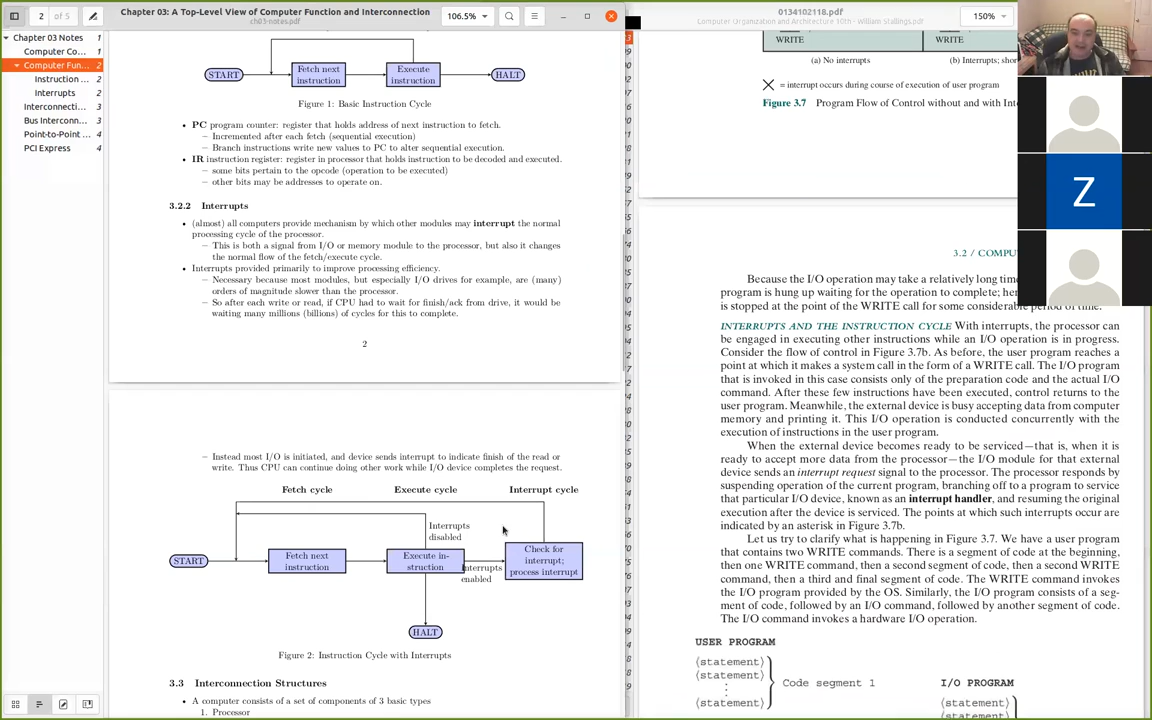 2 of 5
Chapter 03: A Top-Level View of Computer Function and Interconnection
ch03-notes.pdf
106.5%
Chapter 03 Notes 1
Computer Co... 1
Computer Fun... 2
Instruction ... 2
Interrupts 2
Interconnecti... 3
Bus Interconn... 3
Point-to-Point ... 4
PCI Express 4
START
Fetch next
instruction
Execute
instruction
HALT
Figure 1: Basic Instruction Cycle
• PC program counter: register that holds address of next instruction to fetch.
– Incremented after each fetch (sequential execution)
– Branch instructions write new values to PC to alter sequential execution.
• IR instruction register: register in processor that holds instruction to be decoded and executed.
– some bits pertain to the opcode (operation to be executed)
– other bits may be addresses to operate on.
3.2.2 Interrupts
• (almost) all computers provide mechanism by which other modules may interrupt the normal
processing cycle of the processor.
– This is both a signal from I/O or memory module to the processor, but also it changes
the normal flow of the fetch/execute cycle.
• Interrupts provided primarily to improve processing efficiency.
– Necessary because most modules, but especially I/O drives for example, are (many)
orders of magnitude slower than the processor.
– So after each write or read, if CPU had to wait for finish/ack from drive, it would be
waiting many millions (billions) of cycles for this to complete.
2
– Instead most I/O is initiated, and device sends interrupt to indicate finish of the read or
write. Thus CPU can continue doing other work while I/O device completes the request.
Fetch cycle Execute cycle Interrupt cycle
Interrupts
disabled
START
Fetch next
instruction
Execute in-
struction
Interrupts
enabled
Check for
interrupt;
process interrupt
HALT
Figure 2: Instruction Cycle with Interrupts
3.3 Interconnection Structures
• A computer consists of a set of components of 3 basic types
1. Processor
0134102118.pdf
Computer Organization and Architecture 10th - William Stallings.pdf
150%
WRITE WRITE
(a) No interrupts (b) Interrupts; shor
= interrupt occurs during course of execution of user program
Figure 3.7 Program Flow of Control without and with Int
Z
3.2 / COMPU
Because the I/O operation may take a relatively long time
program is hung up waiting for the operation to complete; hen
is stopped at the point of the WRITE call for some considerable period of time.
INTERRUPTS AND THE INSTRUCTION CYCLE With interrupts, the processor can
be engaged in executing other instructions while an I/O operation is in progress.
Consider the flow of control in Figure 3.7b. As before, the user program reaches a
point at which it makes a system call in the form of a WRITE call. The I/O program
that is invoked in this case consists only of the preparation code and the actual I/O
command. After these few instructions have been executed, control returns to the
user program. Meanwhile, the external device is busy accepting data from computer
memory and printing it. This I/O operation is conducted concurrently with the
execution of instructions in the user program.
When the external device becomes ready to be serviced—that is, when it is
ready to accept more data from the processor—the I/O module for that external
device sends an interrupt request signal to the processor. The processor responds by
suspending operation of the current program, branching off to a program to service
that particular I/O device, known as an interrupt handler, and resuming the original
execution after the device is serviced. The points at which such interrupts occur are
indicated by an asterisk in Figure 3.7b.
Let us try to clarify what is happening in Figure 3.7. We have a user program
that contains two WRITE commands. There is a segment of code at the beginning,
then one WRITE command, then a second segment of code, then a second WRITE
command, then a third and final segment of code. The WRITE command invokes
the I/O program provided by the OS. Similarly, the I/O program consists of a seg-
ment of code, followed by an I/O command, followed by another segment of code.
The I/O command invokes a hardware I/O operation.
USER PROGRAM
⟨statement⟩
⟨statement⟩
⋮
⟨statement⟩
Code segment 1
I/O PROGRAM
⟨statement⟩